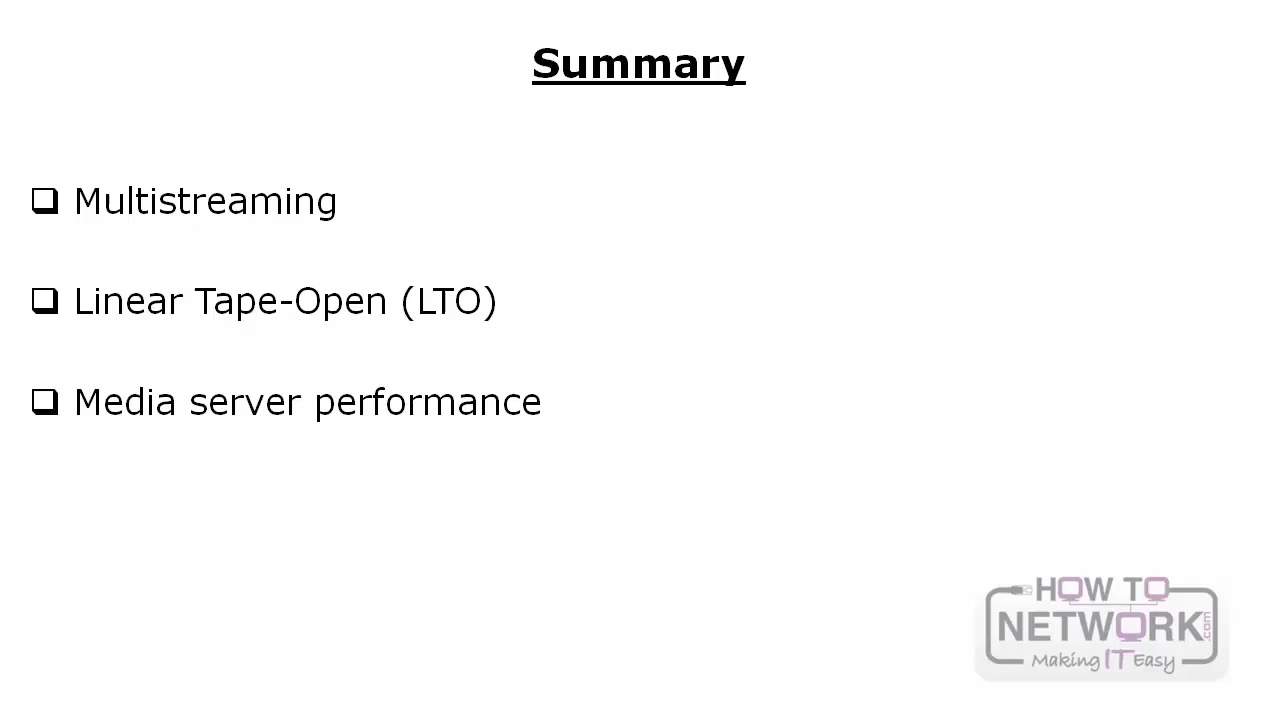 Summary
Multistreaming
Linear Tape-Open (LTO)
Media server performance
HOW TO
NETWORK.com
Making IT Easy